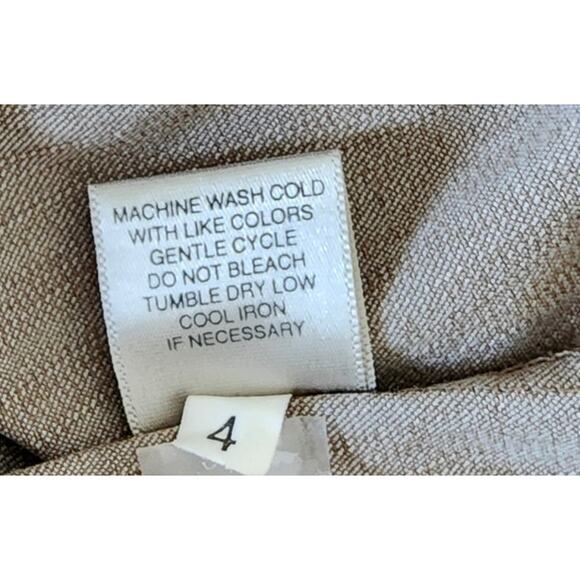 MACHINE WASH COLD
WITH LIKE COLORS
GENTLE CYCLE
DO NOT BLEACH
TUMBLE DRY LOW
COOL IRON
IF NECESSARY
4